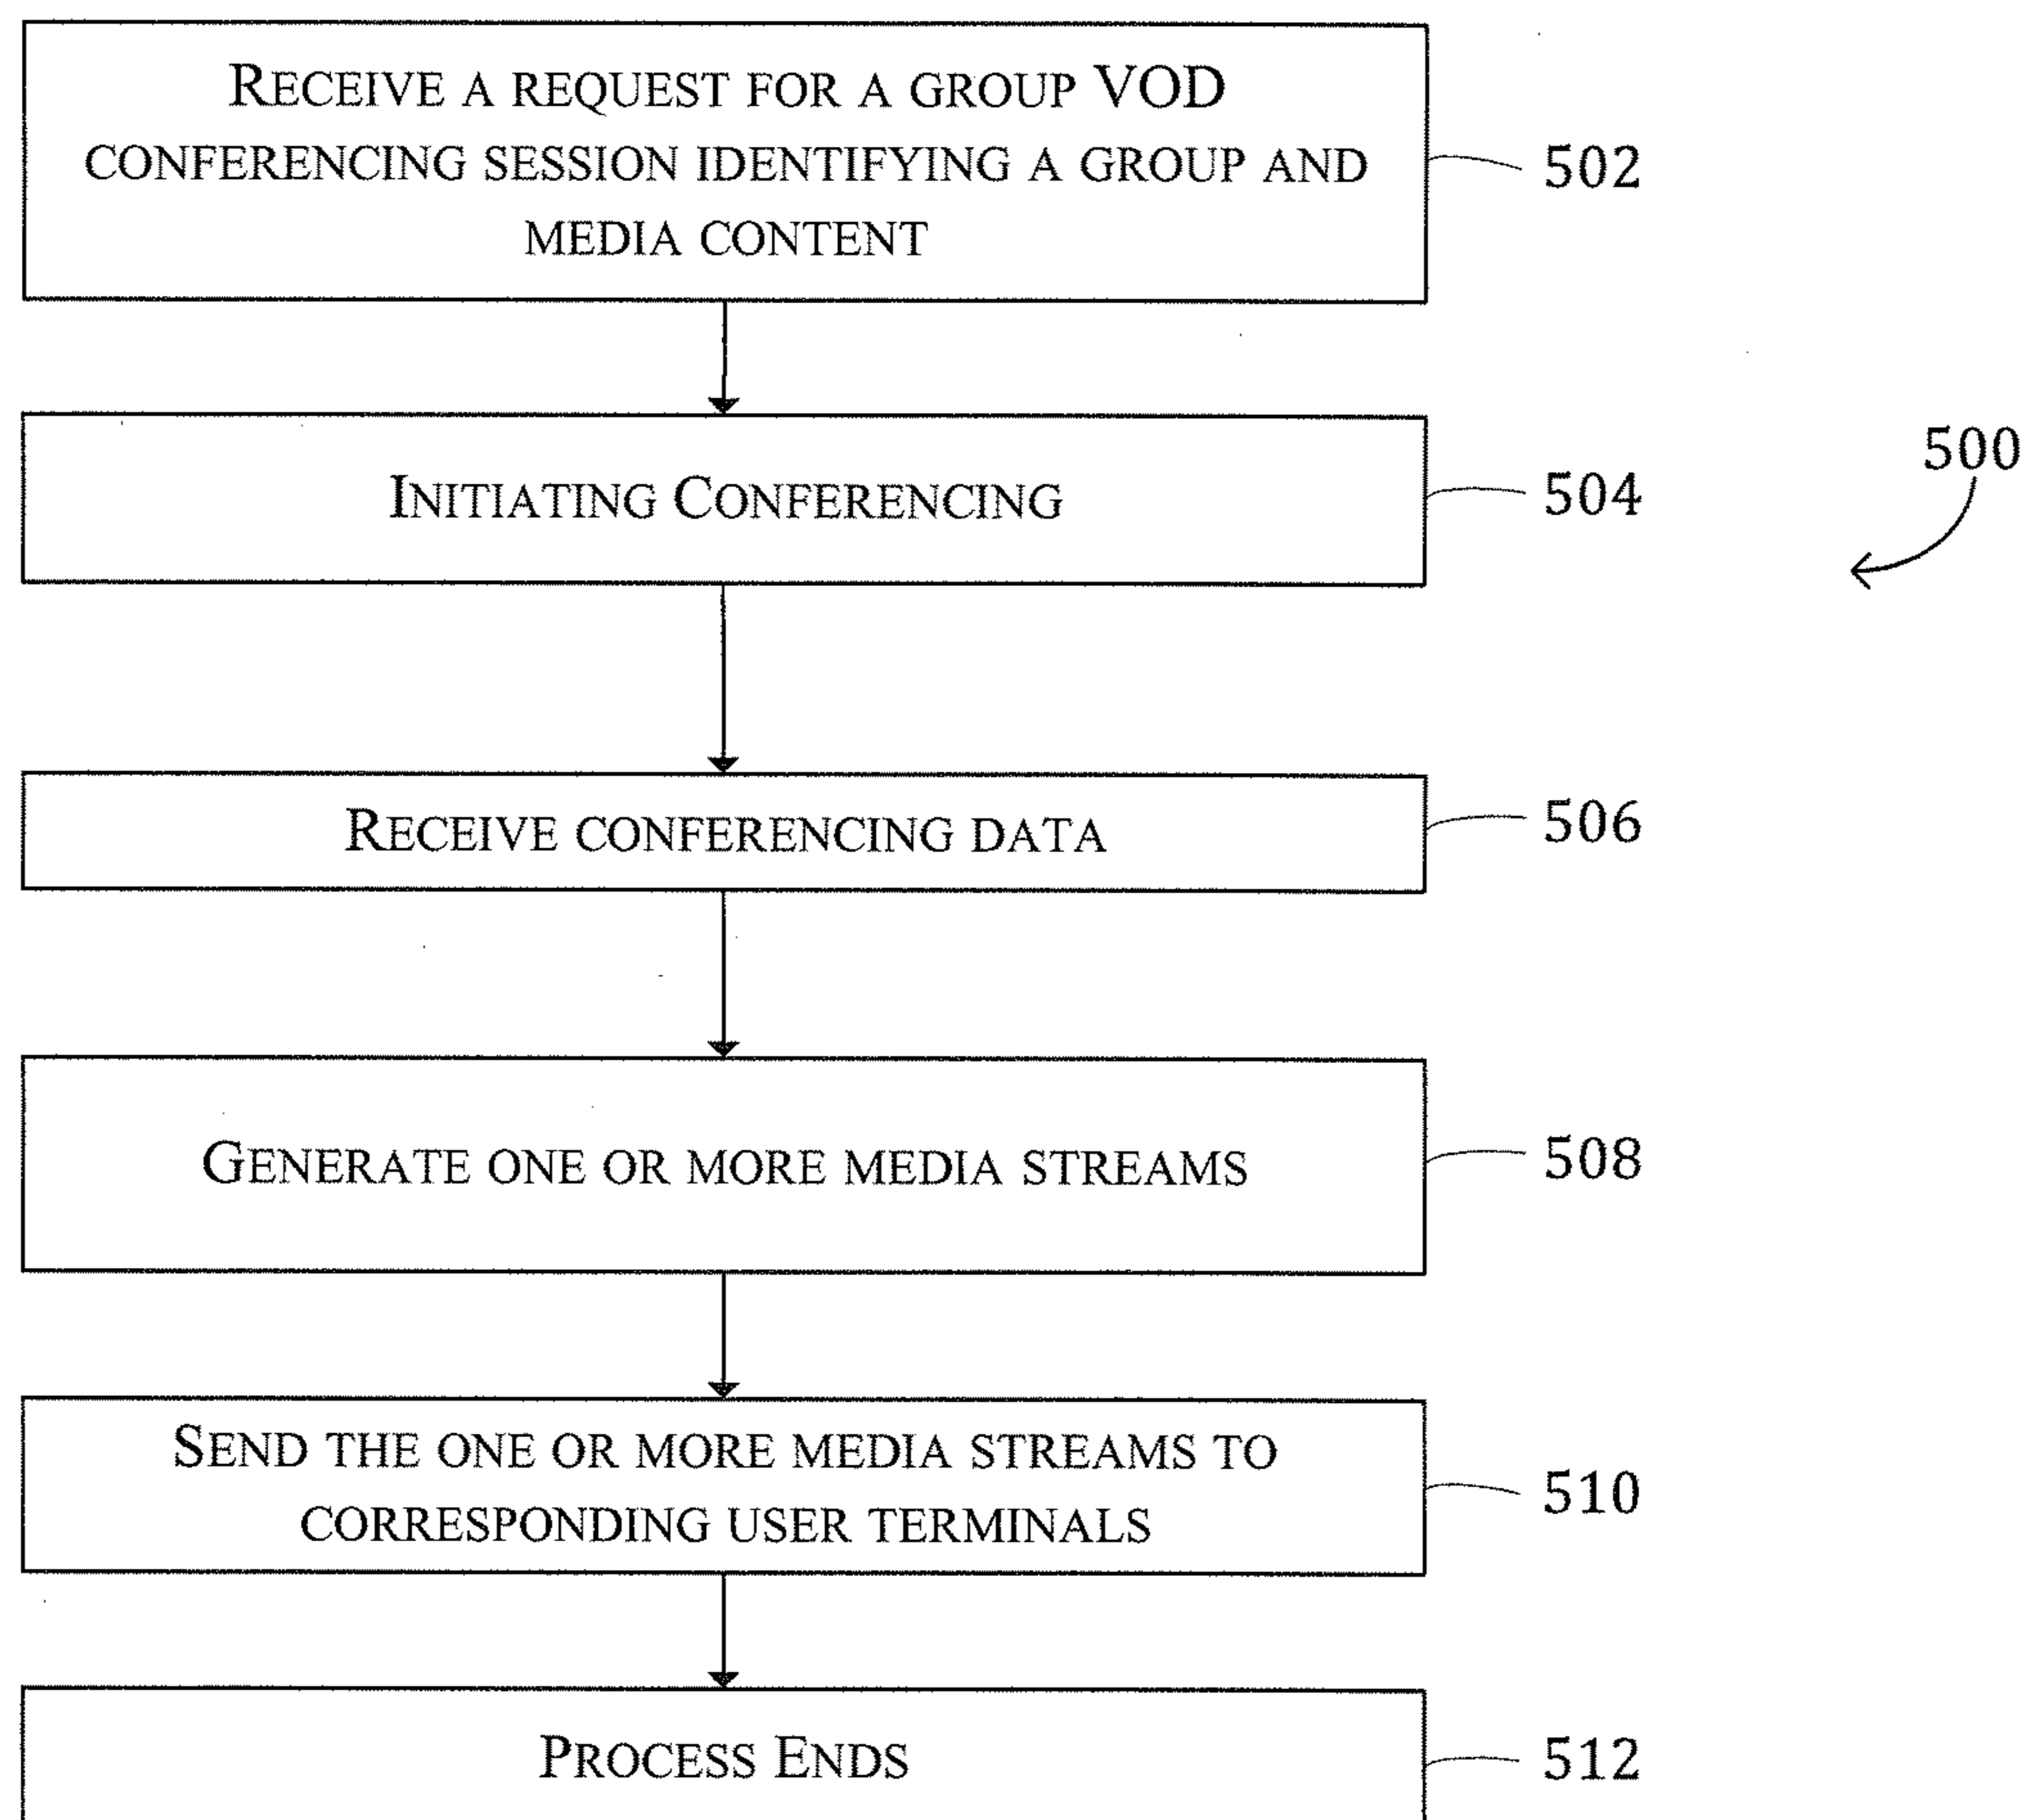 RECEIVE A REQUEST FOR A GROUP VOD
CONFERENCING SESSION IDENTIFYING A GROUP AND
MEDIA CONTENT
502
INITIATING CONFERENCING
504
500
RECEIVE CONFERENCING DATA
506
GENERATE ONE OR MORE MEDIA STREAMS
508
SEND THE ONE OR MORE MEDIA STREAMS TO
CORRESPONDING USER TERMINALS
510
PROCESS ENDS
512